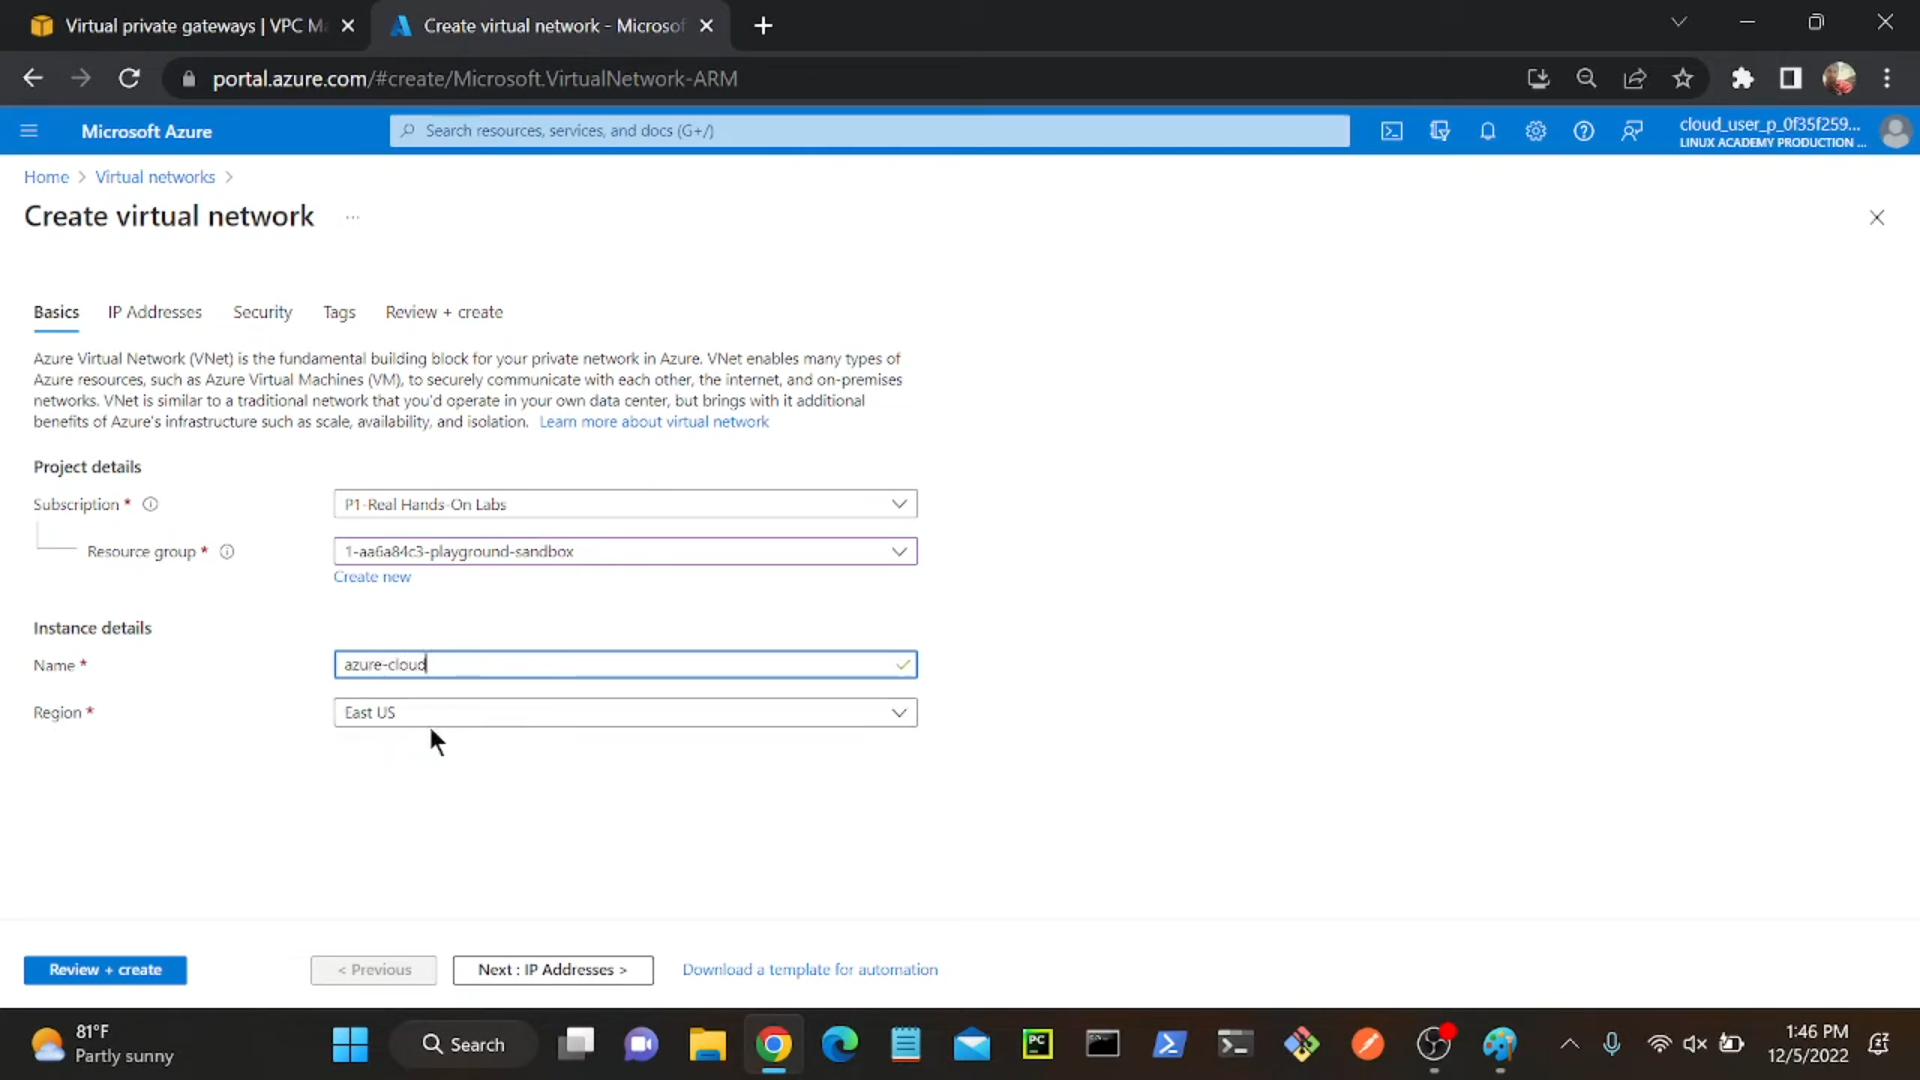 Virtual private gateways | VPC M
Create virtual network - Microsof
portal.azure.com/#create/Microsoft.VirtualNetwork-ARM
Microsoft Azure
Search resources, services, and docs (G+/)
cloud_user_p_0f35f259...
LINUX ACADEMY PRODUCTION ...
Home > Virtual networks >
Create virtual network ...
Basics IP Addresses Security Tags Review + create
Azure Virtual Network (VNet) is the fundamental building block for your private network in Azure. VNet enables many types of
Azure resources, such as Azure Virtual Machines (VM), to securely communicate with each other, the internet, and on-premises
networks. VNet is similar to a traditional network that you'd operate in your own data center, but brings with it additional
benefits of Azure's infrastructure such as scale, availability, and isolation. Learn more about virtual network
Project details
Subscription * P1-Real Hands-On Labs
Resource group * 1-aa6a84c3-playground-sandbox
Create new
Instance details
Name * azure-cloud
Region * East US
Review + create < Previous Next : IP Addresses > Download a template for automation
81°F
Partly sunny
Search
PC
1:46 PM
12/5/2022